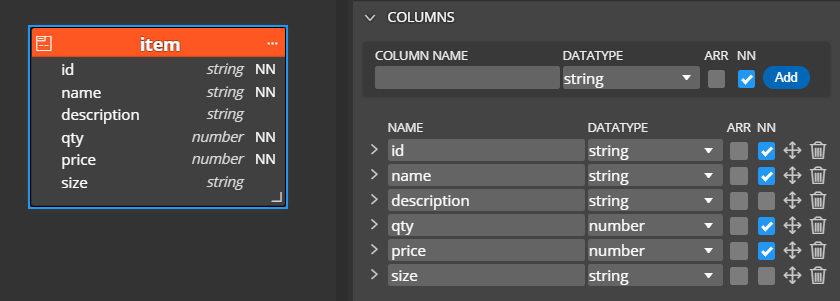 item ...
id string NN
name string NN
description string
qty number NN
price number NN
size string
COLUMNS
COLUMN NAME DATATYPE ARR NN
string Add
NAME DATATYPE ARR NN
id string
name string
description string
qty number
price number
size string